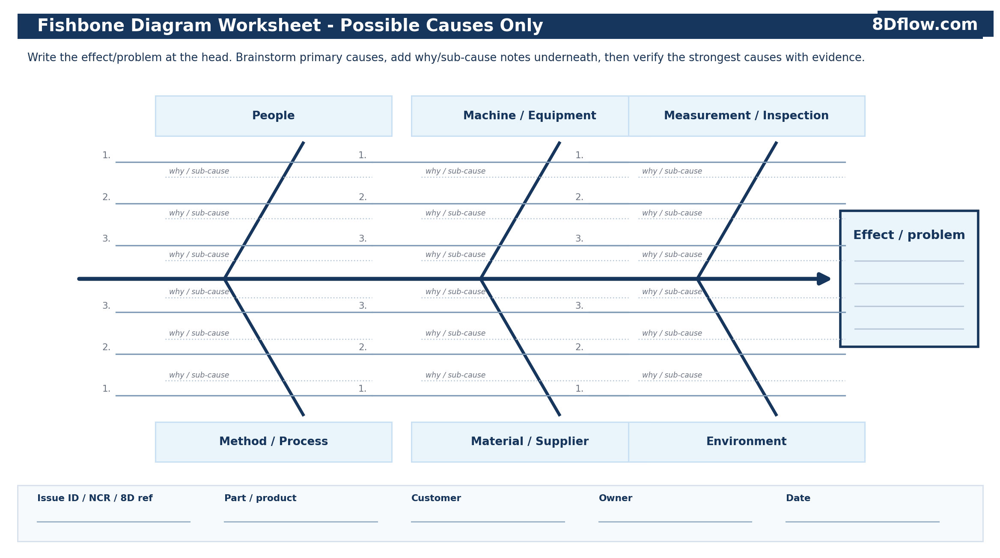 Fishbone Diagram Worksheet - Possible Causes Only
8Dflow.com
Write the effect/problem at the head. Brainstorm primary causes, add why/sub-cause notes underneath, then verify the strongest causes with evidence.
People
Machine / Equipment
Measurement / Inspection
1. 1. 1.
why / sub-cause why / sub-cause why / sub-cause
2. 2. 2.
why / sub-cause why / sub-cause why / sub-cause
Effect / problem
3. 3. 3.
why / sub-cause why / sub-cause why / sub-cause
why / sub-cause why / sub-cause why / sub-cause
3. 3. 3.
why / sub-cause why / sub-cause why / sub-cause
2. 2. 2.
why / sub-cause why / sub-cause why / sub-cause
1. 1. 1.
Method / Process
Material / Supplier
Environment
Issue ID / NCR / 8D ref
Part / product
Customer
Owner
Date